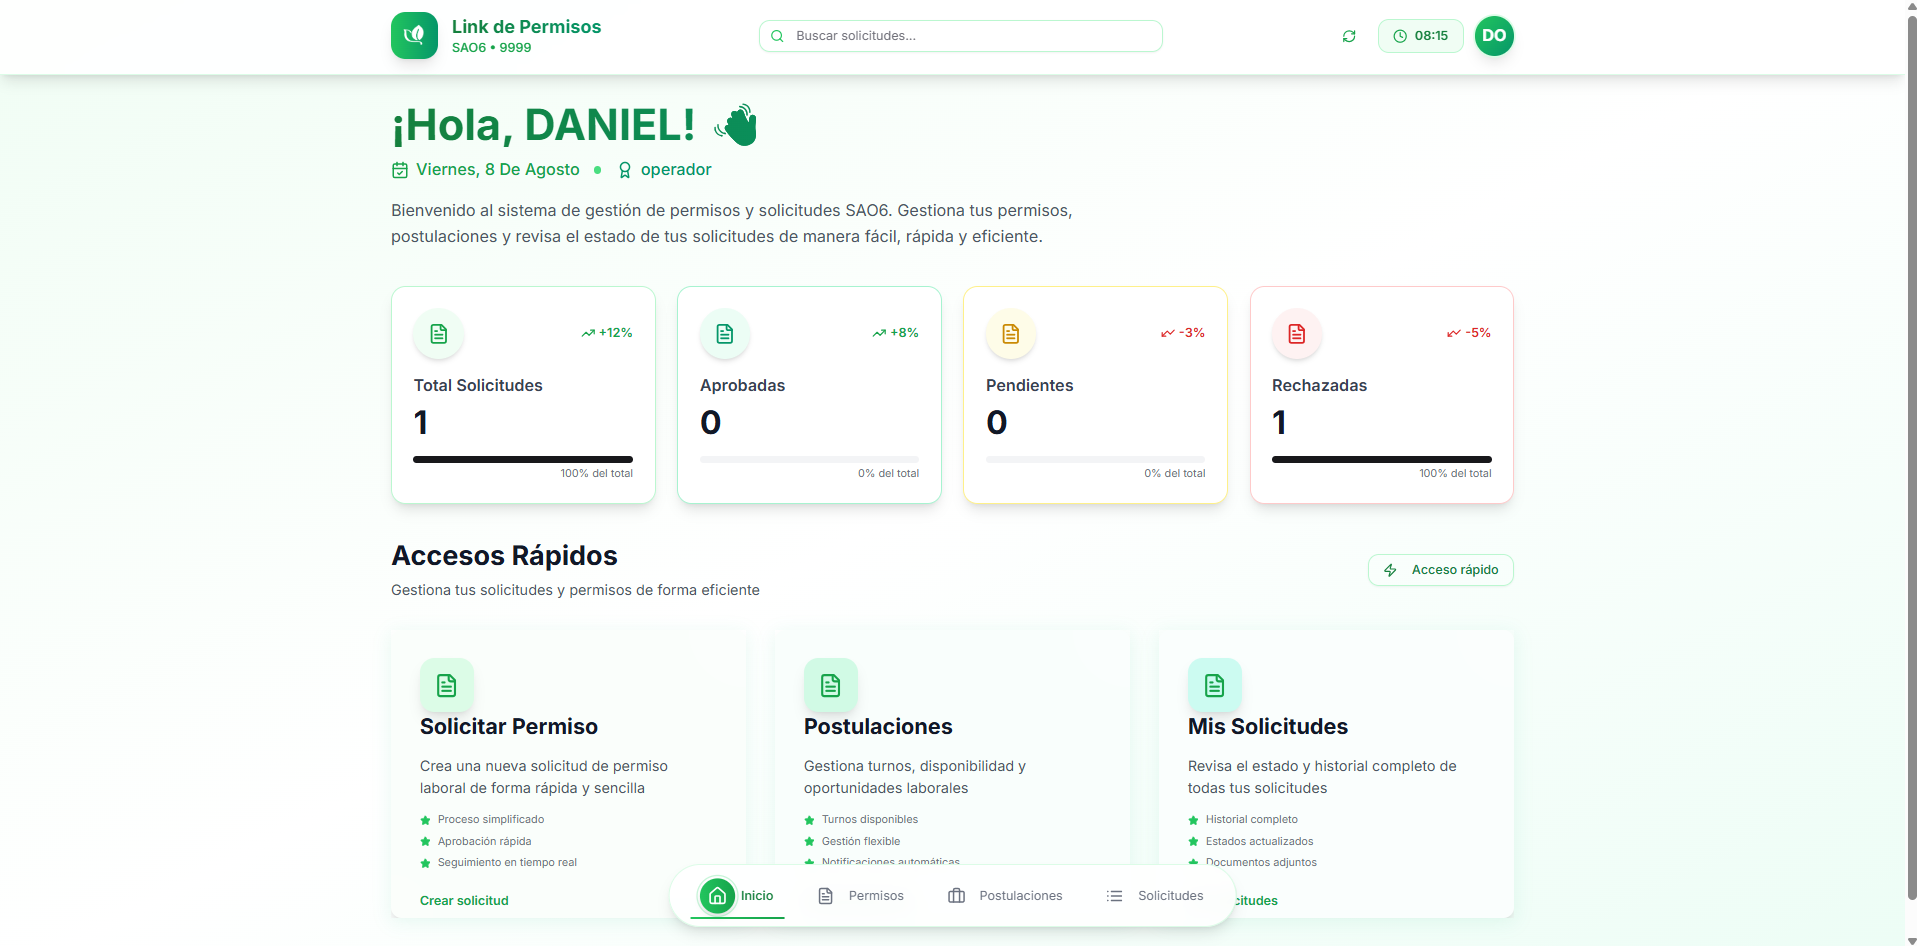 Link de Permisos
SAO6 • 9999
Buscar solicitudes...
08:15
DO
¡Hola, DANIEL!
Viernes, 8 De Agosto
operador
Bienvenido al sistema de gestión de permisos y solicitudes SAO6. Gestiona tus permisos,
postulaciones y revisa el estado de tus solicitudes de manera fácil, rápida y eficiente.
+12%
Total Solicitudes
1
100% del total
+8%
Aprobadas
0
0% del total
-3%
Pendientes
0
0% del total
-5%
Rechazadas
1
100% del total
Accesos Rápidos
Gestiona tus solicitudes y permisos de forma eficiente
Acceso rápido
Solicitar Permiso
Crea una nueva solicitud de permiso
laboral de forma rápida y sencilla
Proceso simplificado
Aprobación rápida
Seguimiento en tiempo real
Crear solicitud
Postulaciones
Gestiona turnos, disponibilidad y
oportunidades laborales
Turnos disponibles
Gestión flexible
Notificaciones automáticas
Mis Solicitudes
Revisa el estado y historial completo de
todas tus solicitudes
Historial completo
Estados actualizados
Documentos adjuntos
citudes
Inicio
Permisos
Postulaciones
Solicitudes